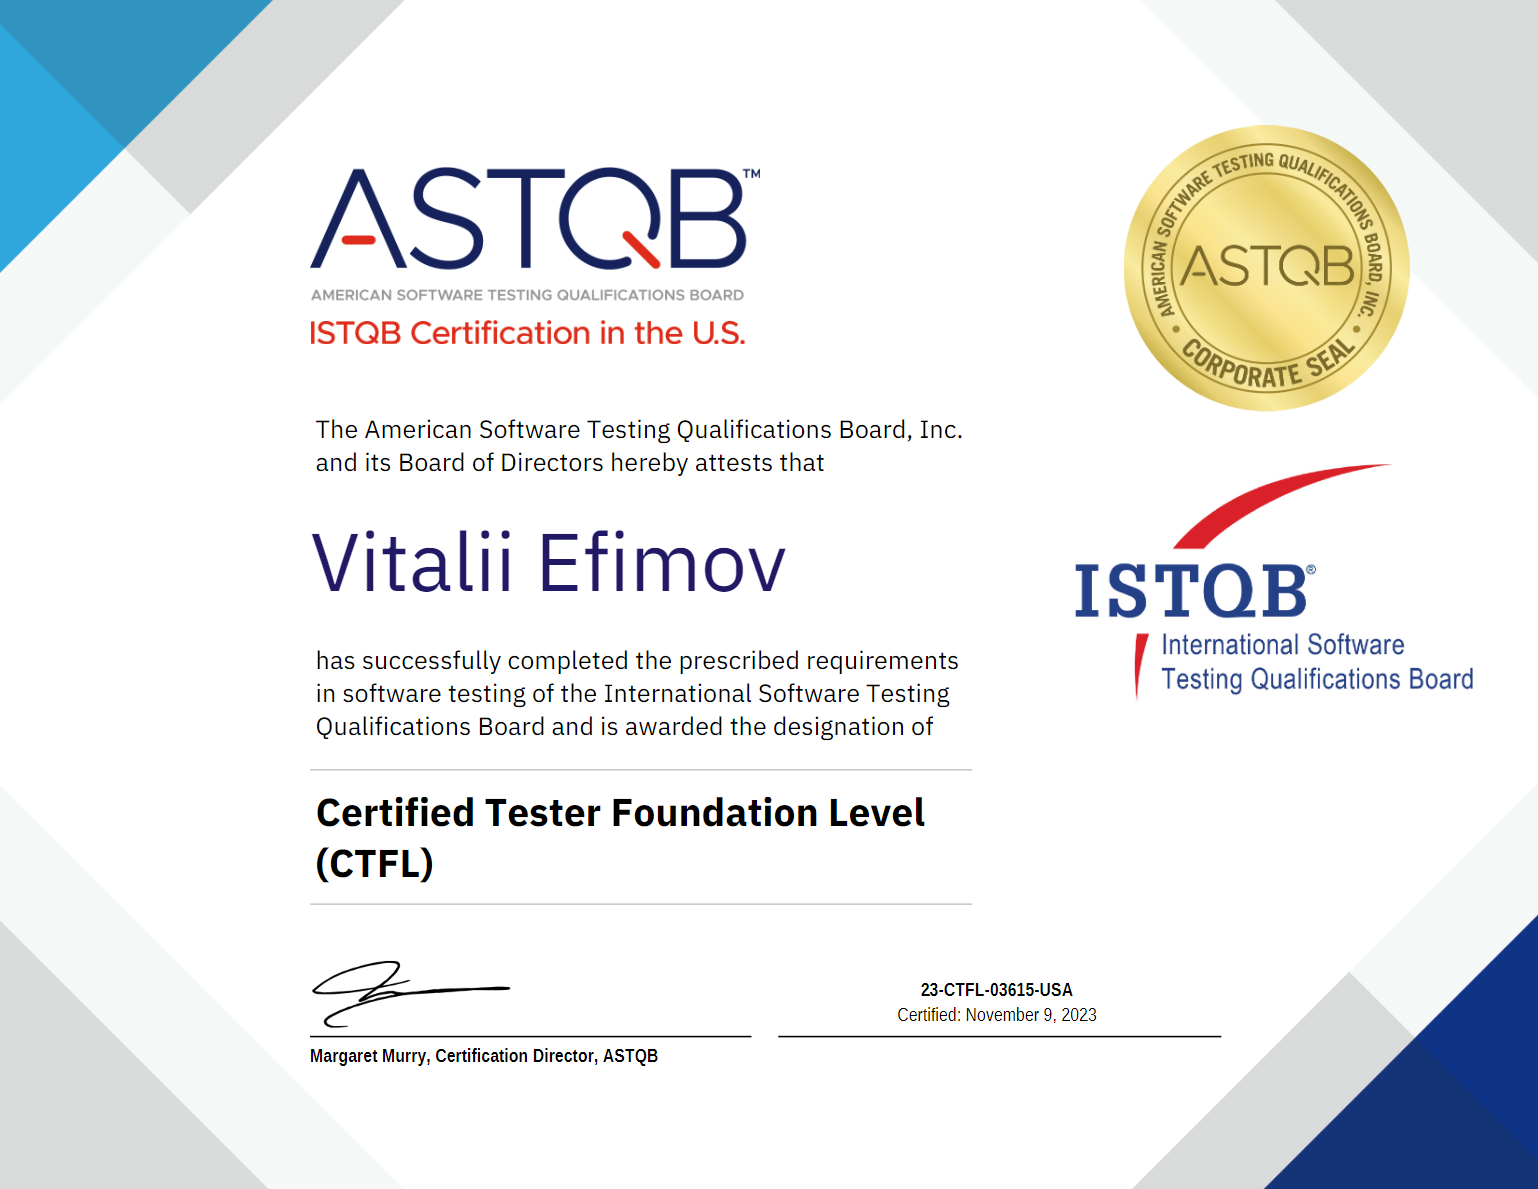 ASTQB™
AMERICAN SOFTWARE TESTING QUALIFICATIONS BOARD
ISTQB Certification in the U.S.
AMERICAN SOFTWARE TESTING QUALIFICATIONS BOARD, INC.
ASTQB
• CORPORATE SEAL •
The American Software Testing Qualifications Board, Inc.
and its Board of Directors hereby attests that
Vitalii Efimov
ISTQB®
International Software
Testing Qualifications Board
has successfully completed the prescribed requirements
in software testing of the International Software Testing
Qualifications Board and is awarded the designation of
Certified Tester Foundation Level
(CTFL)
23-CTFL-03615-USA
Certified: November 9, 2023
Margaret Murry, Certification Director, ASTQB